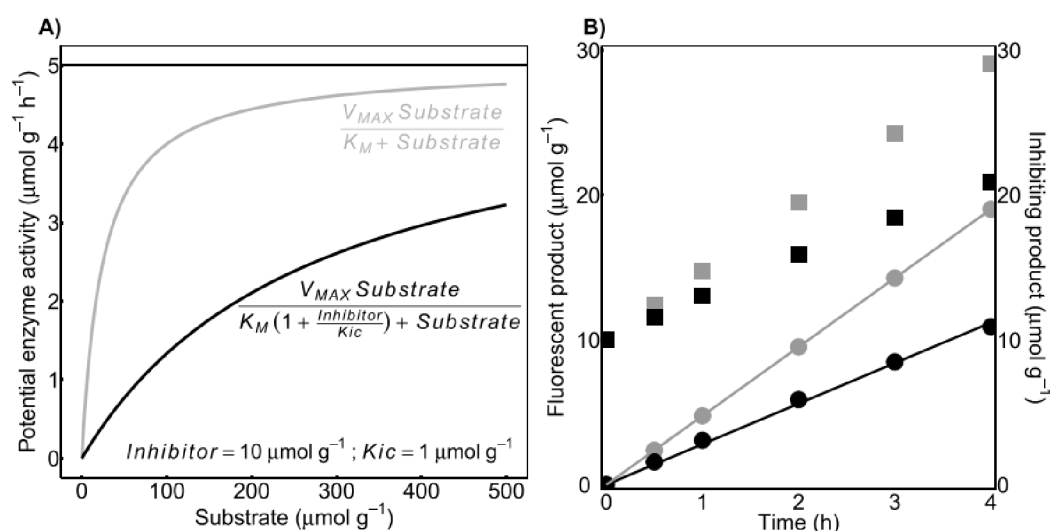 A)
Potential enzyme activity (μmol g⁻¹ h⁻¹)
5
4
3
2
1
0
V_MAX Substrate
K_M + Substrate
V_MAX Substrate
K_M (1 + Inhibitor/Kic) + Substrate
Inhibitor = 10 μmol g⁻¹ ; Kic = 1 μmol g⁻¹
0 100 200 300 400 500
Substrate (μmol g⁻¹)
B)
Fluorescent product (μmol g⁻¹)
30
20
10
0
30
20
10
0
Inhibiting product (μmol g⁻¹)
0 1 2 3 4
Time (h)